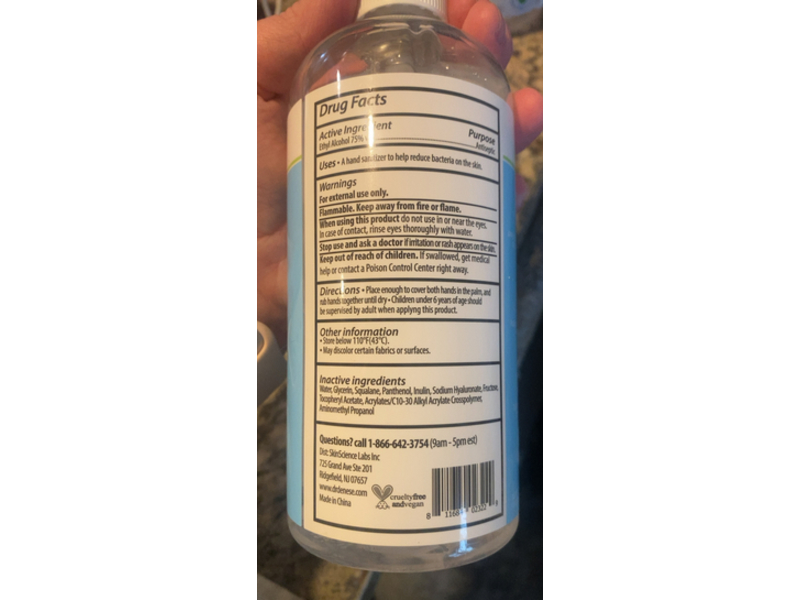 Drug Facts
Active Ingredient
Purpose
Ethyl Alcohol 75%
Antiseptic
Uses • A hand sanitizer to help reduce bacteria on the skin.
Warnings
For external use only.
Flammable. Keep away from fire or flame.
When using this product do not use in or near the eyes.
In case of contact, rinse eyes thoroughly with water.
Stop use and ask a doctor if irritation or rash appears on the skin.
Keep out of reach of children. If swallowed, get medical
help or contact a Poison Control Center right away.
Directions • Place enough to cover both hands in the palm, and
rub hands together until dry • Children under 6 years of age should
be supervised by adult when applyng this product.
Other information
• Store below 110°F(43°C).
• May discolor certain fabrics or surfaces.
Inactive ingredients
Water, Glycerin, Squalane, Panthenol, Inulin, Sodium Hyaluronate, Fructose,
Tocopheryl Acetate, Acrylates/C10-30 Alkyl Acrylate Crosspolymer,
Aminomethyl Propanol
Questions? call 1-866-642-3754 (9am - 5pm est)
Dist: SkinScience Labs Inc
725 Grand Ave Ste 201
Ridgefield, NJ 07657
www.drdenese.com
Made in China
crueltyfree
andvegan
8